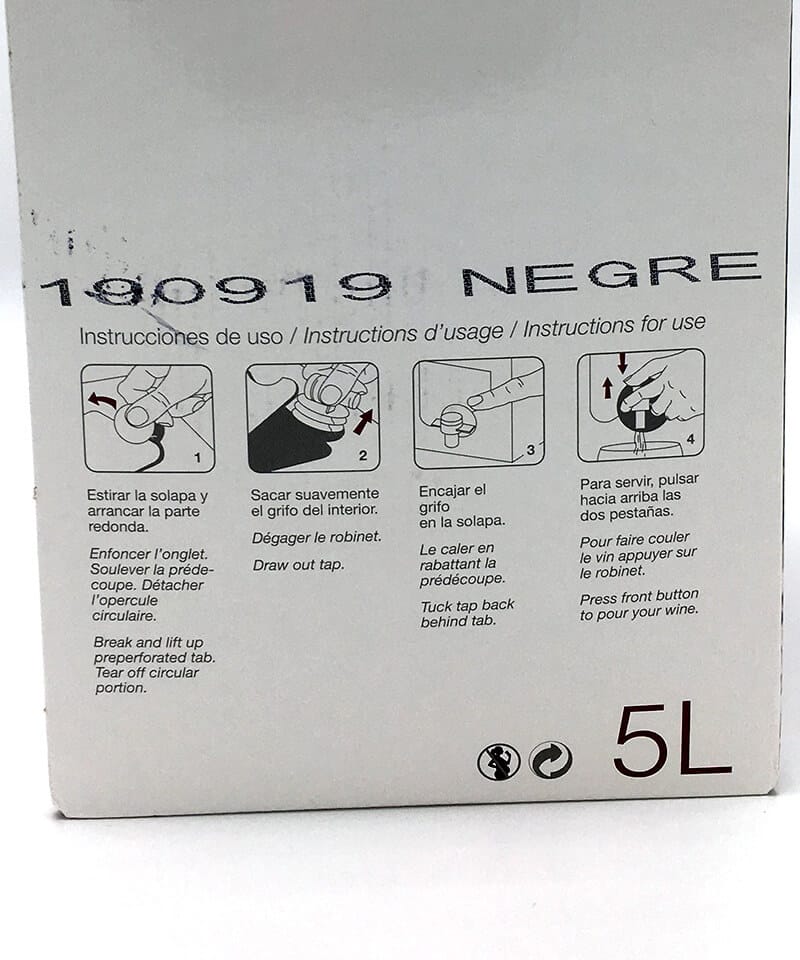 190919 NEGRE
Instrucciones de uso / Instructions d'usage / Instructions for use
1
2
3
4
Estirar la solapa y
arrancar la parte
redonda.
Enfoncer l'onglet.
Soulever la préde-
coupe. Détacher
l'opercule
circulaire.
Break and lift up
preperforated tab.
Tear off circular
portion.
Sacar suavemente
el grifo del interior.
Dégager le robinet.
Draw out tap.
Encajar el
grifo
en la solapa.
Le caler en
rabattant la
prédécoupe.
Tuck tap back
behind tab.
Para servir, pulsar
hacia arriba las
dos pestañas.
Pour faire couler
le vin appuyer sur
le robinet.
Press front button
to pour your wine.
5L